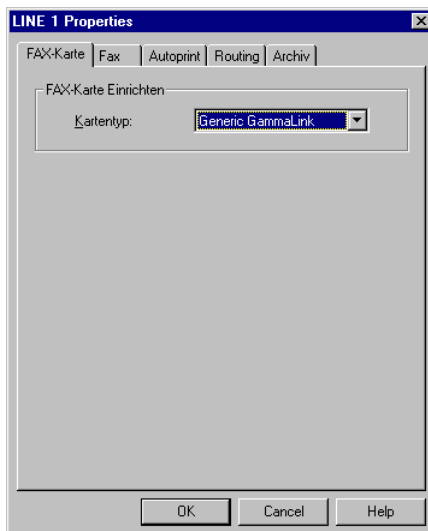 LINE 1 Properties
FAX-Karte Fax Autoprint Routing Archiv
FAX-Karte Einrichten
Kartentyp: Generic GammaLink
OK Cancel Help